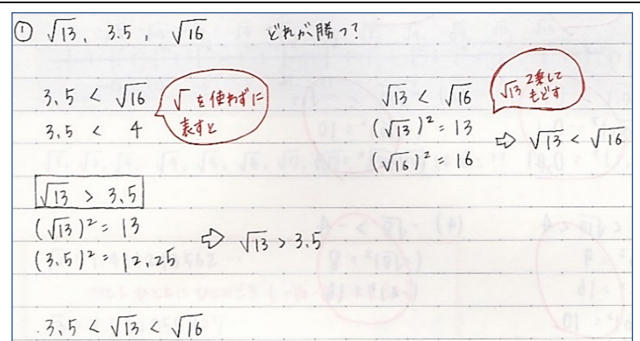 ① √13, 3.5, √16 どれが勝つ?
3.5 < √16
3.5 < 4
√を使わずに
表すと
√13 > 3.5
(√13)² = 13
(3.5)² = 12.25
⇨ √13 > 3.5
3.5 < √13 < √16
√13 < √16
(√13)² = 13
(√16)² = 16
√13 2乗して
もどす
⇨ √13 < √16